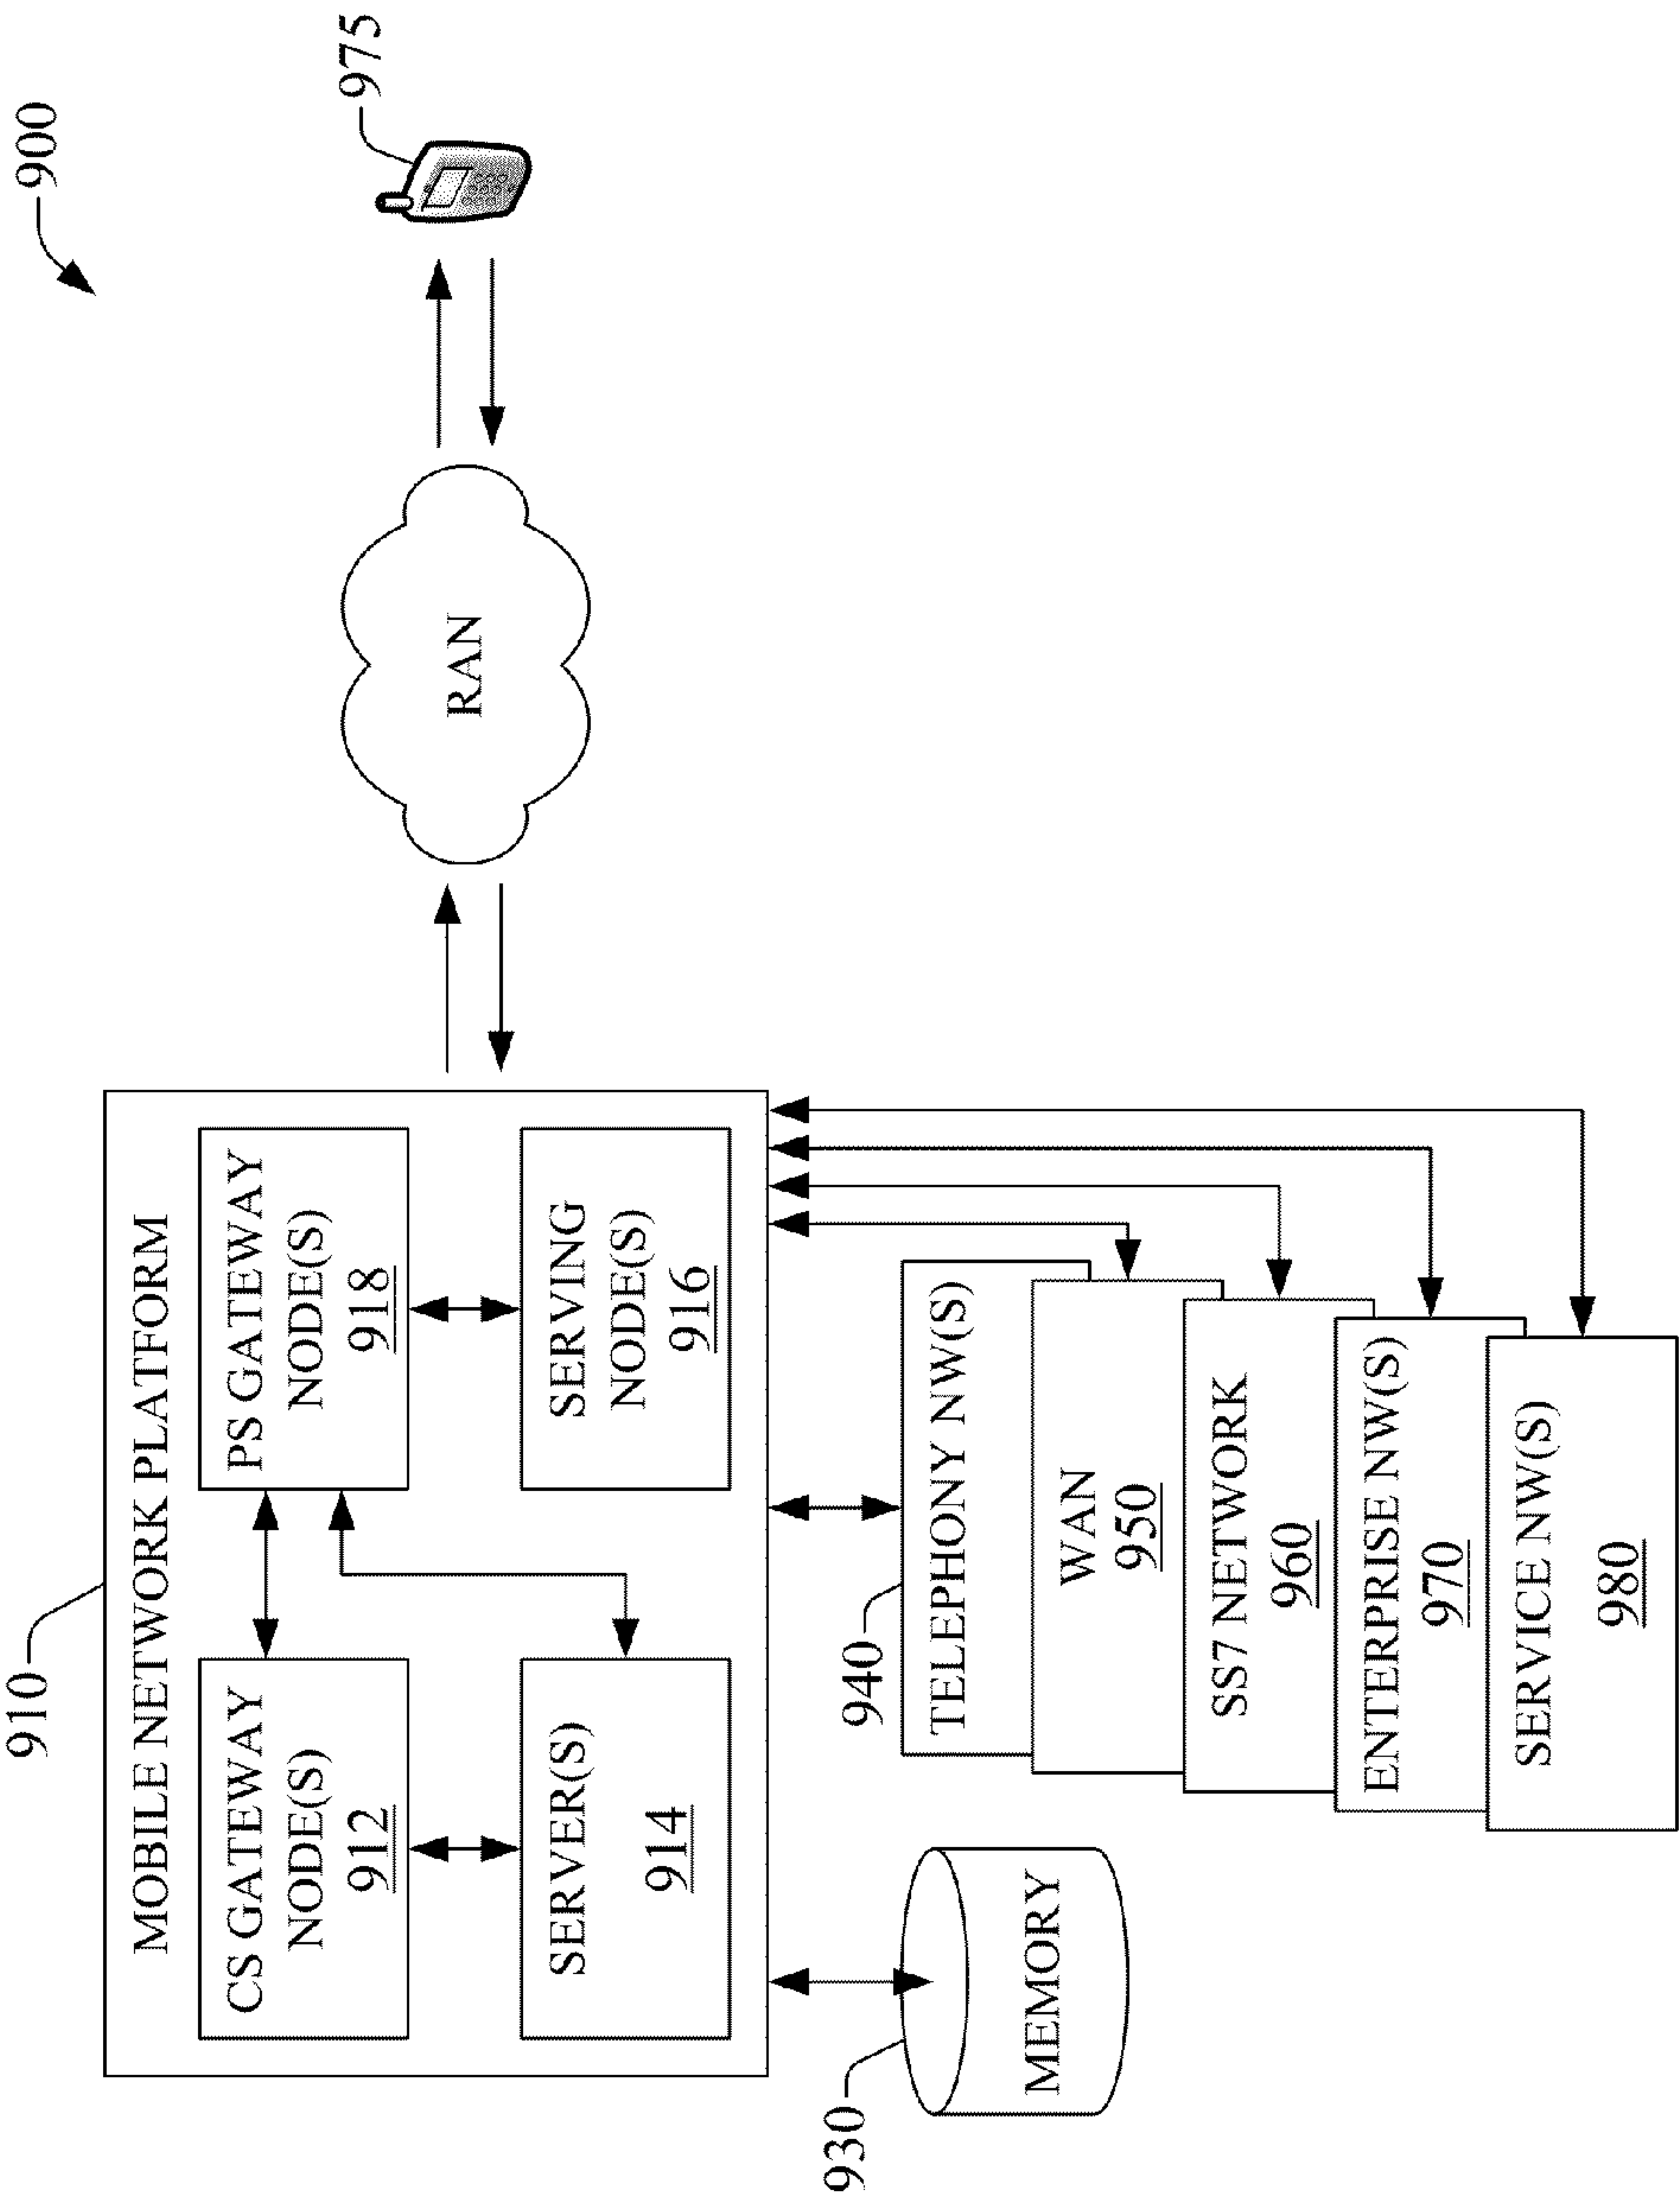 900
910
MOBILE NETWORK PLATFORM
CS GATEWAY
NODE(S)
912
PS GATEWAY
NODE(S)
918
SERVER(S)
914
SERVING
NODE(S)
916
RAN
975
930
MEMORY
940
TELEPHONY NW(S)
WAN
950
SS7 NETWORK
960
ENTERPRISE NW(S)
970
SERVICE NW(S)
980